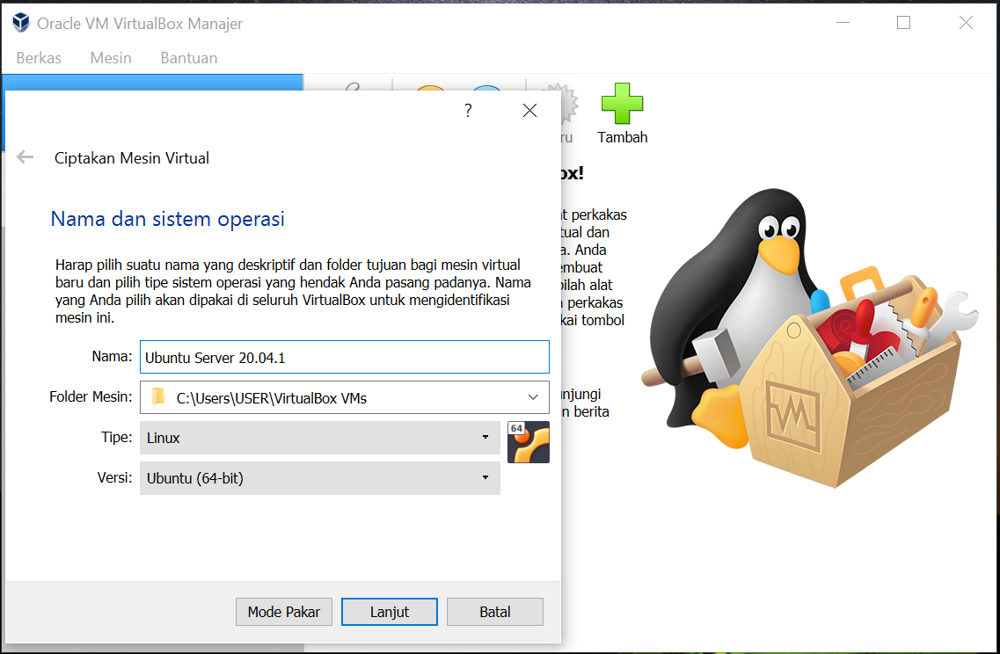 Oracle VM VirtualBox Manajer
Berkas Mesin Bantuan
Tambah
?
Ciptakan Mesin Virtual
Nama dan sistem operasi
Harap pilih suatu nama yang deskriptif dan folder tujuan bagi mesin virtual
baru dan pilih tipe sistem operasi yang hendak Anda pasang padanya. Nama
yang Anda pilih akan dipakai di seluruh VirtualBox untuk mengidentifikasi
mesin ini.
Nama: Ubuntu Server 20.04.1
Folder Mesin: C:\Users\USER\VirtualBox VMs
Tipe: Linux
64
Versi: Ubuntu (64-bit)
Mode Pakar Lanjut Batal
ru
ox!
at perkakas
tual dan
a. Anda
embuat
pilah alat
n perkakas
kai tombol
unjungi
n berita